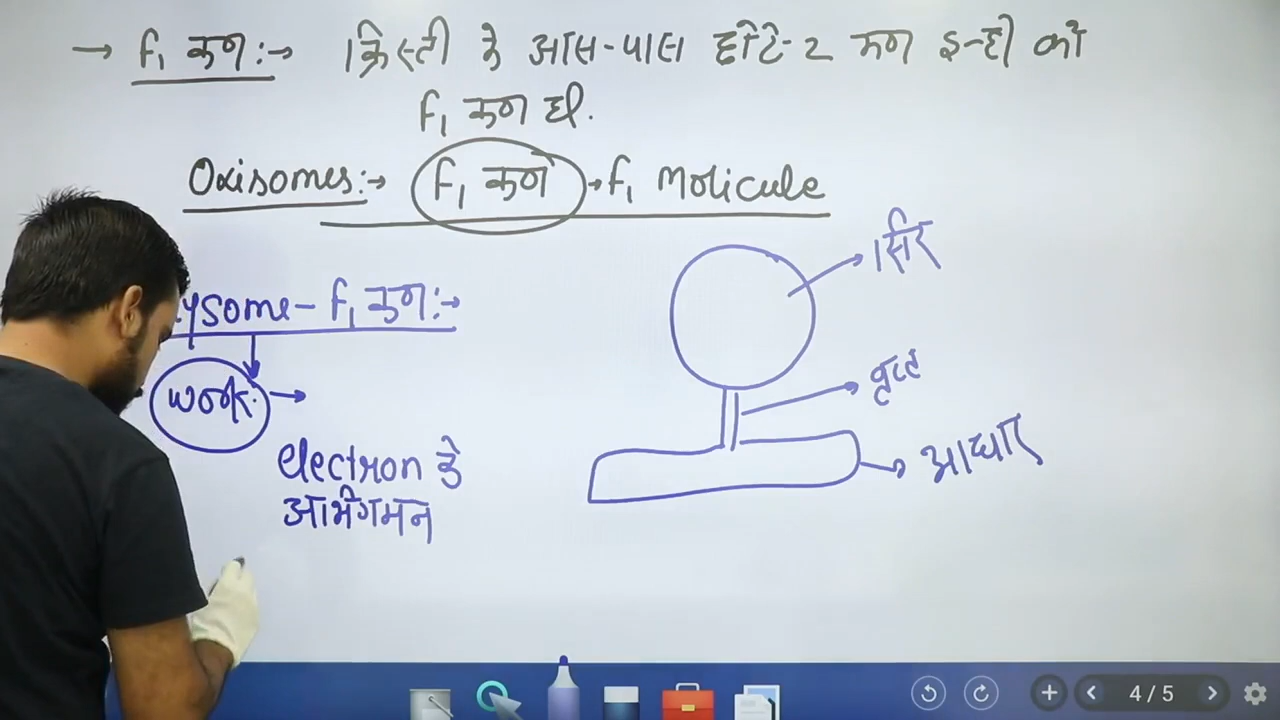 → F₁ कण :→ क्रिस्टी के आस-पास छोटे-2 कण इन्ही को
F₁ कण ही.
Oxisomes:→ F₁ कण →F₁ Molicule
सिर
ysome- F₁ कण:→
वृन्त
work: →
आधार
electron के
अभिगमन
4 / 5